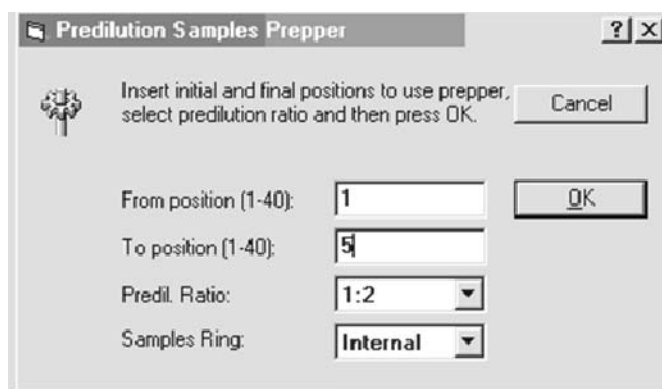 Predilution Samples Prepper ? x
Insert initial and final positions to use prepper,
select predilution ratio and then press OK.
Cancel
From position (1-40): 1
OK
To position (1-40): 5
Predil. Ratio: 1:2
Samples Ring: Internal